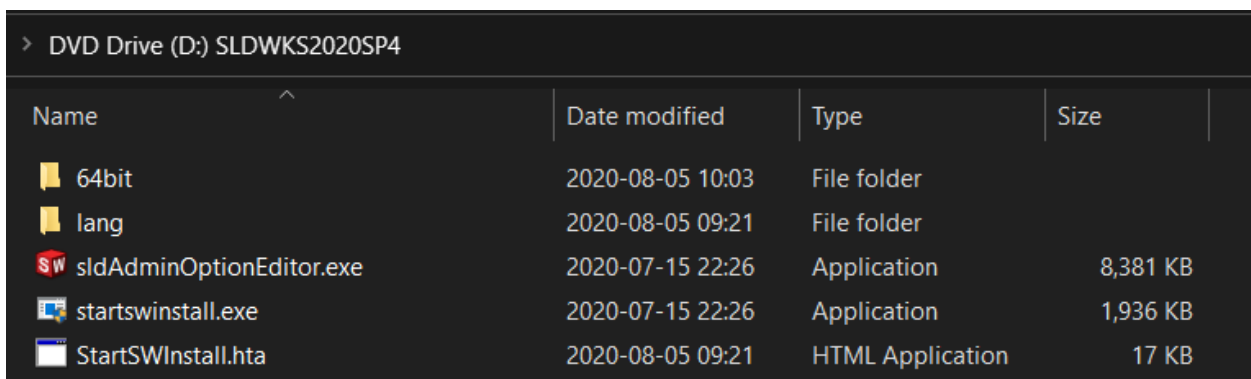 > DVD Drive (D:) SLDWKS2020SP4
Name Date modified Type Size
64bit 2020-08-05 10:03 File folder
lang 2020-08-05 09:21 File folder
SW sldAdminOptionEditor.exe 2020-07-15 22:26 Application 8,381 KB
startswinstall.exe 2020-07-15 22:26 Application 1,936 KB
StartSWInstall.hta 2020-08-05 09:21 HTML Application 17 KB